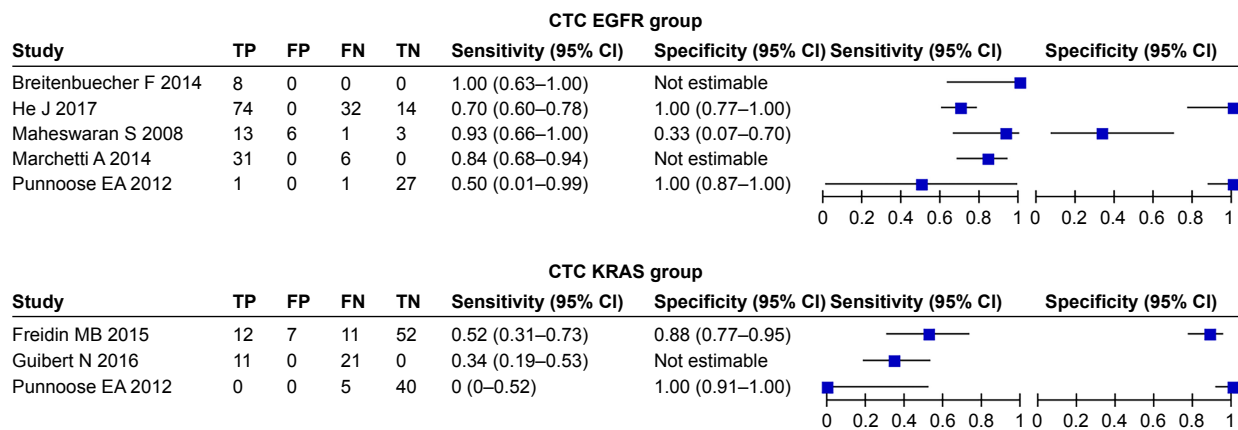 CTC EGFR group
Study TP FP FN TN Sensitivity (95% CI) Specificity (95% CI) Sensitivity (95% CI) Specificity (95% CI)
Breitenbuecher F 2014 8 0 0 0 1.00 (0.63–1.00) Not estimable
He J 2017 74 0 32 14 0.70 (0.60–0.78) 1.00 (0.77–1.00)
Maheswaran S 2008 13 6 1 3 0.93 (0.66–1.00) 0.33 (0.07–0.70)
Marchetti A 2014 31 0 6 0 0.84 (0.68–0.94) Not estimable
Punnoose EA 2012 1 0 1 27 0.50 (0.01–0.99) 1.00 (0.87–1.00)
0 0.2 0.4 0.6 0.8 1 0 0.2 0.4 0.6 0.8 1
CTC KRAS group
Study TP FP FN TN Sensitivity (95% CI) Specificity (95% CI) Sensitivity (95% CI) Specificity (95% CI)
Freidin MB 2015 12 7 11 52 0.52 (0.31–0.73) 0.88 (0.77–0.95)
Guibert N 2016 11 0 21 0 0.34 (0.19–0.53) Not estimable
Punnoose EA 2012 0 0 5 40 0 (0–0.52) 1.00 (0.91–1.00)
0 0.2 0.4 0.6 0.8 1 0 0.2 0.4 0.6 0.8 1